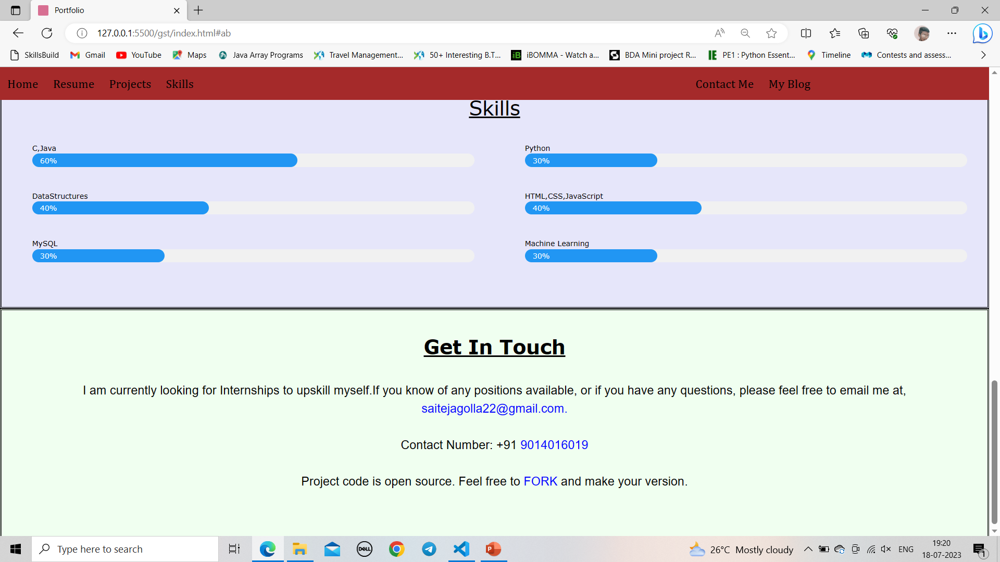 Portfolio
127.0.0.1:5500/gst/index.html#ab
SkillsBuild Gmail YouTube Maps Java Array Programs Travel Management... 50+ Interesting B.T... iBOMMA - Watch a... BDA Mini project R... PE1 : Python Essent... Timeline Contests and assess...
Home Resume Projects Skills Contact Me My Blog
Skills
C,Java Python
60% 30%
DataStructures HTML,CSS,JavaScript
40% 40%
MySQL Machine Learning
30% 30%
Get In Touch
I am currently looking for Internships to upskill myself.If you know of any positions available, or if you have any questions, please feel free to email me at,
saitejagolla22@gmail.com.
Contact Number: +91 9014016019
Project code is open source. Feel free to FORK and make your version.
Type here to search DELL 26°C Mostly cloudy ENG 19:20
18-07-2023 1